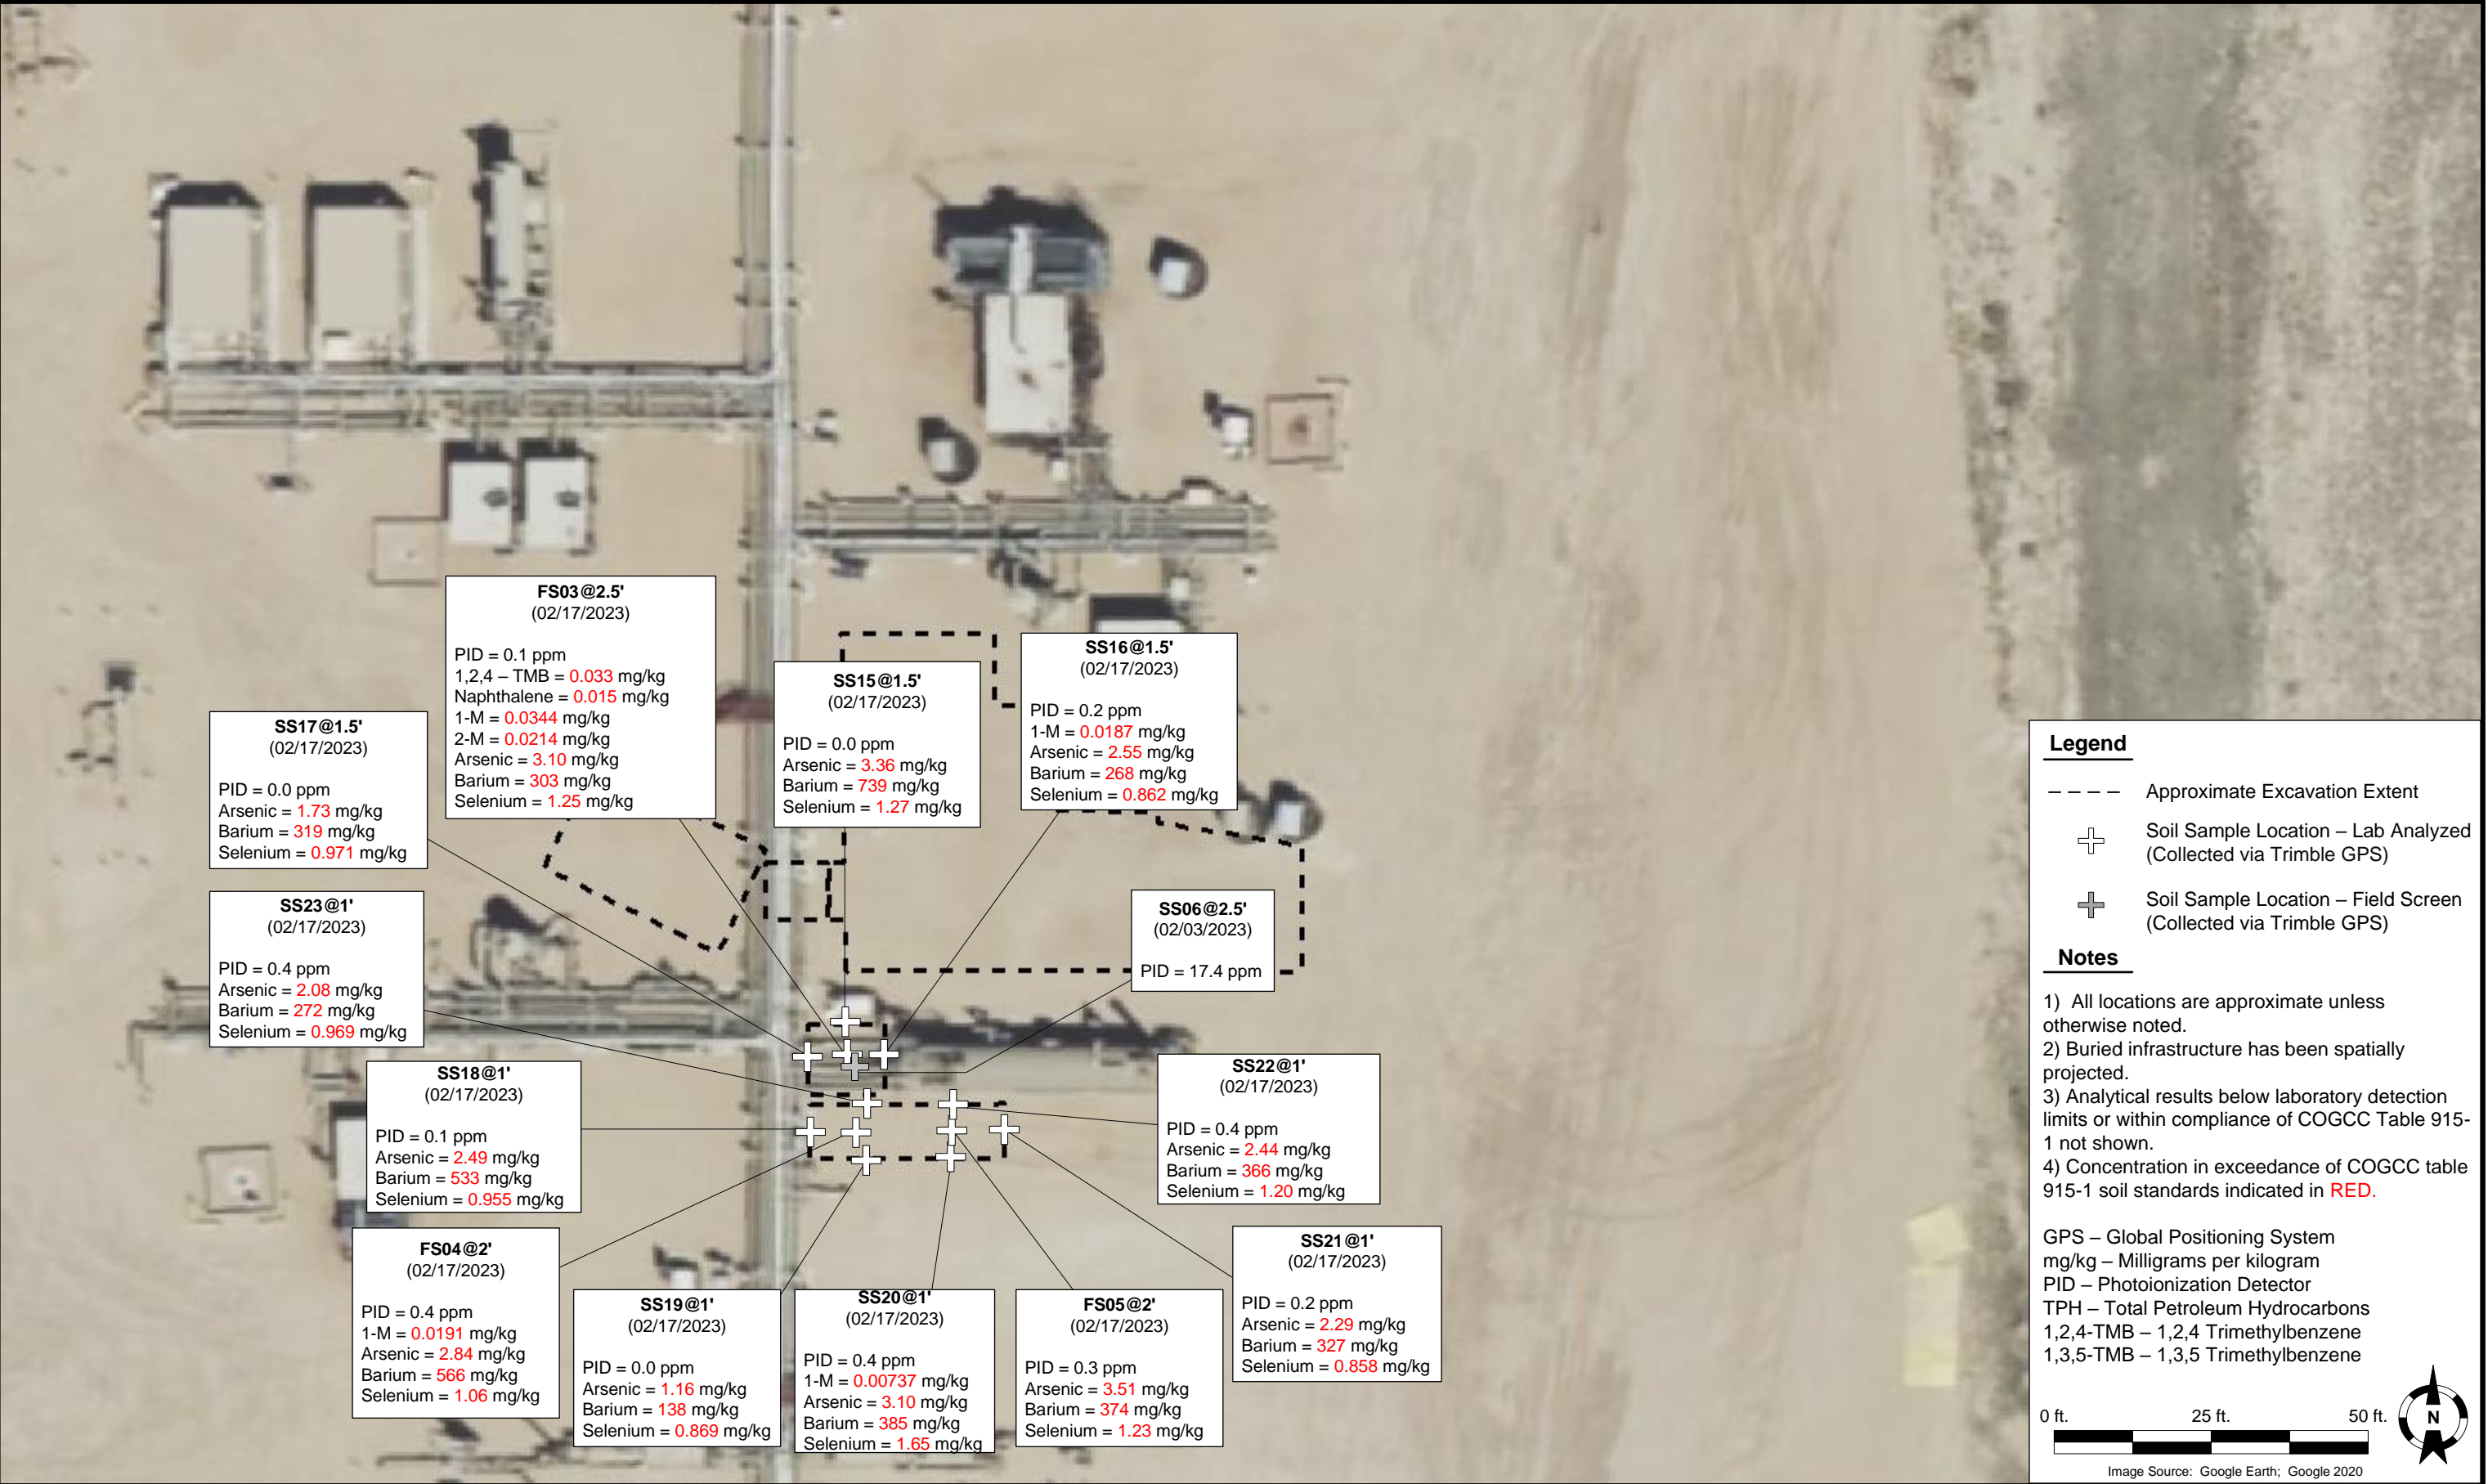 FS03@2.5'
(02/17/2023)
PID = 0.1 ppm
1,2,4 – TMB = 0.033 mg/kg
Naphthalene = 0.015 mg/kg
1-M = 0.0344 mg/kg
2-M = 0.0214 mg/kg
Arsenic = 3.10 mg/kg
Barium = 303 mg/kg
Selenium = 1.25 mg/kg
SS15@1.5'
(02/17/2023)
PID = 0.0 ppm
Arsenic = 3.36 mg/kg
Barium = 739 mg/kg
Selenium = 1.27 mg/kg
SS16@1.5'
(02/17/2023)
PID = 0.2 ppm
1-M = 0.0187 mg/kg
Arsenic = 2.55 mg/kg
Barium = 268 mg/kg
Selenium = 0.862 mg/kg
SS17@1.5'
(02/17/2023)
PID = 0.0 ppm
Arsenic = 1.73 mg/kg
Barium = 319 mg/kg
Selenium = 0.971 mg/kg
SS23@1'
(02/17/2023)
PID = 0.4 ppm
Arsenic = 2.08 mg/kg
Barium = 272 mg/kg
Selenium = 0.969 mg/kg
SS06@2.5'
(02/03/2023)
PID = 17.4 ppm
SS18@1'
(02/17/2023)
PID = 0.1 ppm
Arsenic = 2.49 mg/kg
Barium = 533 mg/kg
Selenium = 0.955 mg/kg
SS22@1'
(02/17/2023)
PID = 0.4 ppm
Arsenic = 2.44 mg/kg
Barium = 366 mg/kg
Selenium = 1.20 mg/kg
FS04@2'
(02/17/2023)
PID = 0.4 ppm
1-M = 0.0191 mg/kg
Arsenic = 2.84 mg/kg
Barium = 566 mg/kg
Selenium = 1.06 mg/kg
SS19@1'
(02/17/2023)
PID = 0.0 ppm
Arsenic = 1.16 mg/kg
Barium = 138 mg/kg
Selenium = 0.869 mg/kg
SS20@1'
(02/17/2023)
PID = 0.4 ppm
1-M = 0.00737 mg/kg
Arsenic = 3.10 mg/kg
Barium = 385 mg/kg
Selenium = 1.65 mg/kg
FS05@2'
(02/17/2023)
PID = 0.3 ppm
Arsenic = 3.51 mg/kg
Barium = 374 mg/kg
Selenium = 1.23 mg/kg
SS21@1'
(02/17/2023)
PID = 0.2 ppm
Arsenic = 2.29 mg/kg
Barium = 327 mg/kg
Selenium = 0.858 mg/kg
Legend
Approximate Excavation Extent
Soil Sample Location – Lab Analyzed
(Collected via Trimble GPS)
Soil Sample Location – Field Screen
(Collected via Trimble GPS)
Notes
1) All locations are approximate unless
otherwise noted.
2) Buried infrastructure has been spatially
projected.
3) Analytical results below laboratory detection
limits or within compliance of COGCC Table 915-
1 not shown.
4) Concentration in exceedance of COGCC table
915-1 soil standards indicated in RED.
GPS – Global Positioning System
mg/kg – Milligrams per kilogram
PID – Photoionization Detector
TPH – Total Petroleum Hydrocarbons
1,2,4-TMB – 1,2,4 Trimethylbenzene
1,3,5-TMB – 1,3,5 Trimethylbenzene
0 ft. 25 ft. 50 ft.
N
Image Source: Google Earth; Google 2020